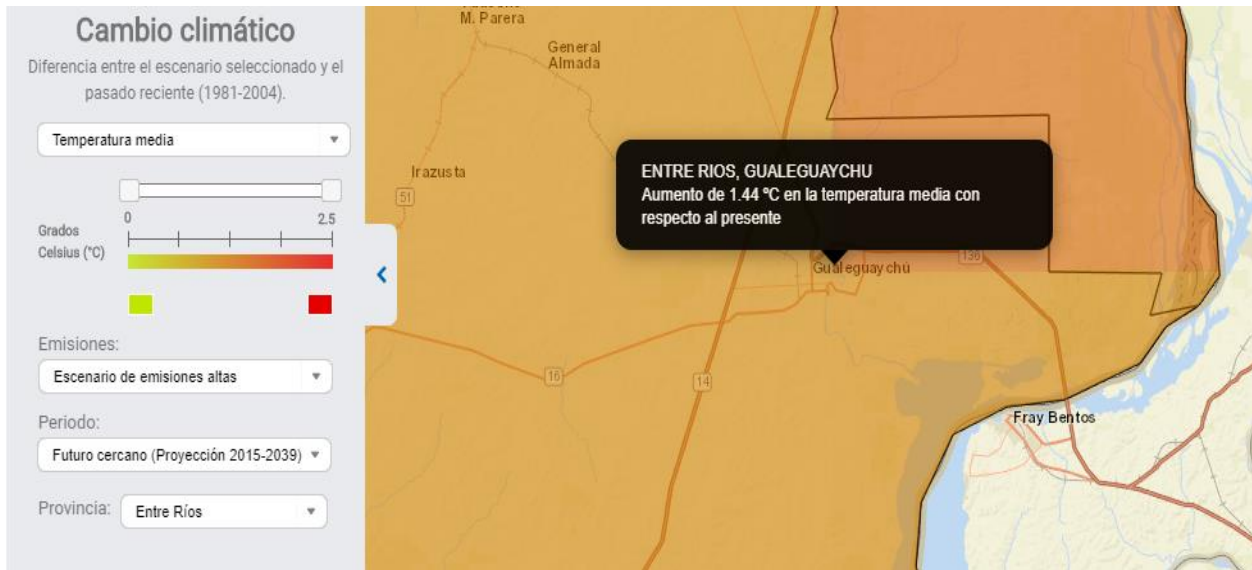 Cambio climático
Diferencia entre el escenario seleccionado y el
pasado reciente (1981-2004).
Temperatura media
0
2.5
Grados
Celsius (°C)
Emisiones:
Escenario de emisiones altas
Periodo:
Futuro cercano (Proyección 2015-2039)
Provincia:
Entre Ríos
M. Parera
General
Almada
Irazusta
51
ENTRE RIOS, GUALEGUAYCHU
Aumento de 1.44 ºC en la temperatura media con
respecto al presente
Gualeguaychú
136
16
14
Fray Bentos